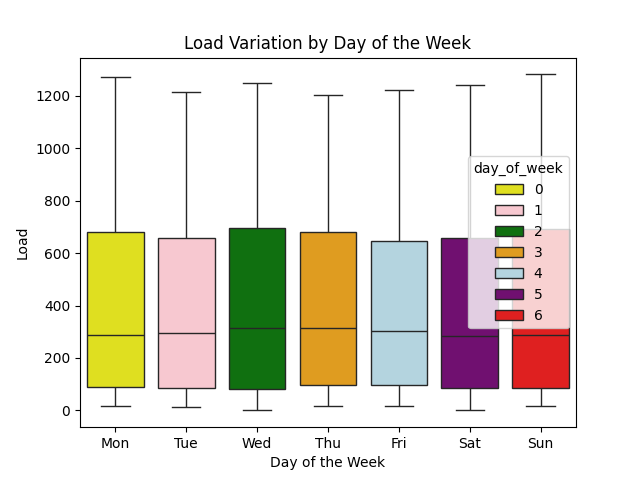 Load Variation by Day of the Week
Load
1200
1000
800
600
400
200
0
day_of_week
0
1
2
3
4
5
6
Mon Tue Wed Thu Fri Sat Sun
Day of the Week